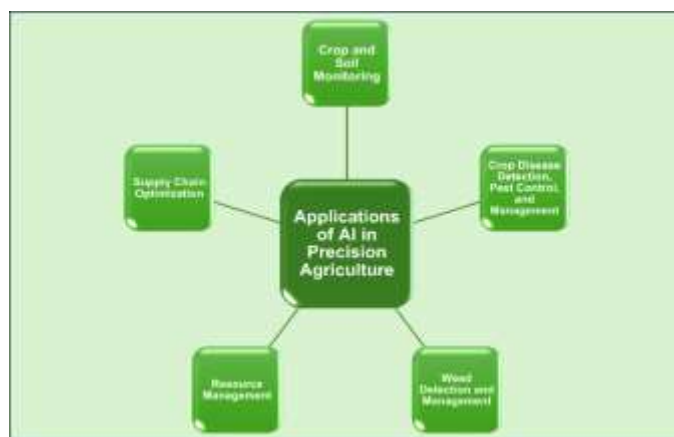 Crop and
Soil
Monitoring
Supply Chain
Optimization
Crop Disease
Detection,
Pest Control,
and
Management
Applications
of AI in
Precision
Agriculture
Resource
Management
Weed
Detection and
Management